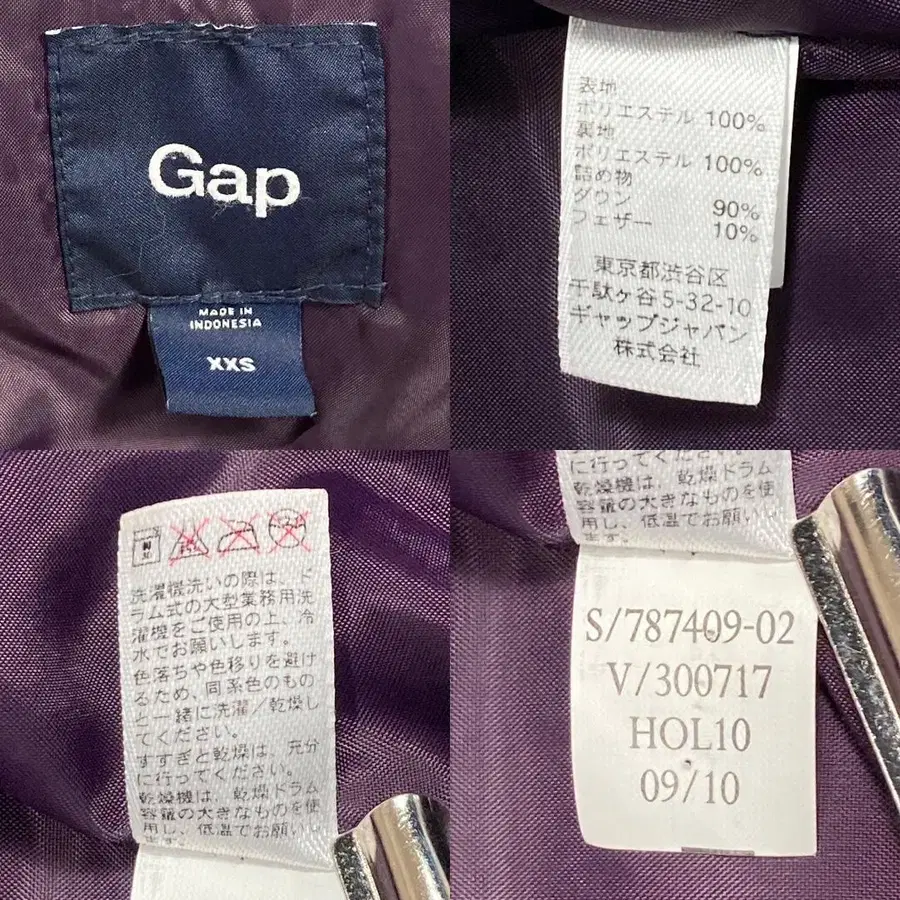 Gap
MADE IN
INDONESIA
XXS
表地
ポリエステル 100%
裏地
ポリエステル 100%
詰め物
ダウン 90%
フェザー 10%
東京都渋谷区
千駄ヶ谷5-32-10
ギャップジャパン
株式会社
洗濯機洗いの際は、ド
ラム式の大型業務用洗
濯機をご使用の上、冷
水でお願いします。
色落ちや色移りを避け
るため、同系色のもの
と一緒に洗濯/乾燥し
てください。
すすぎと乾燥は、充分
に行ってください。
乾燥機は、乾燥ドラム
容量の大きなものを使
用し、低温でお願いし
ます。
に行ってください。
乾燥機は、乾燥ドラム
容量の大きなものを使
用し、低温でお願いし
ます。
S/787409-02
V/300717
HOL10
09/10